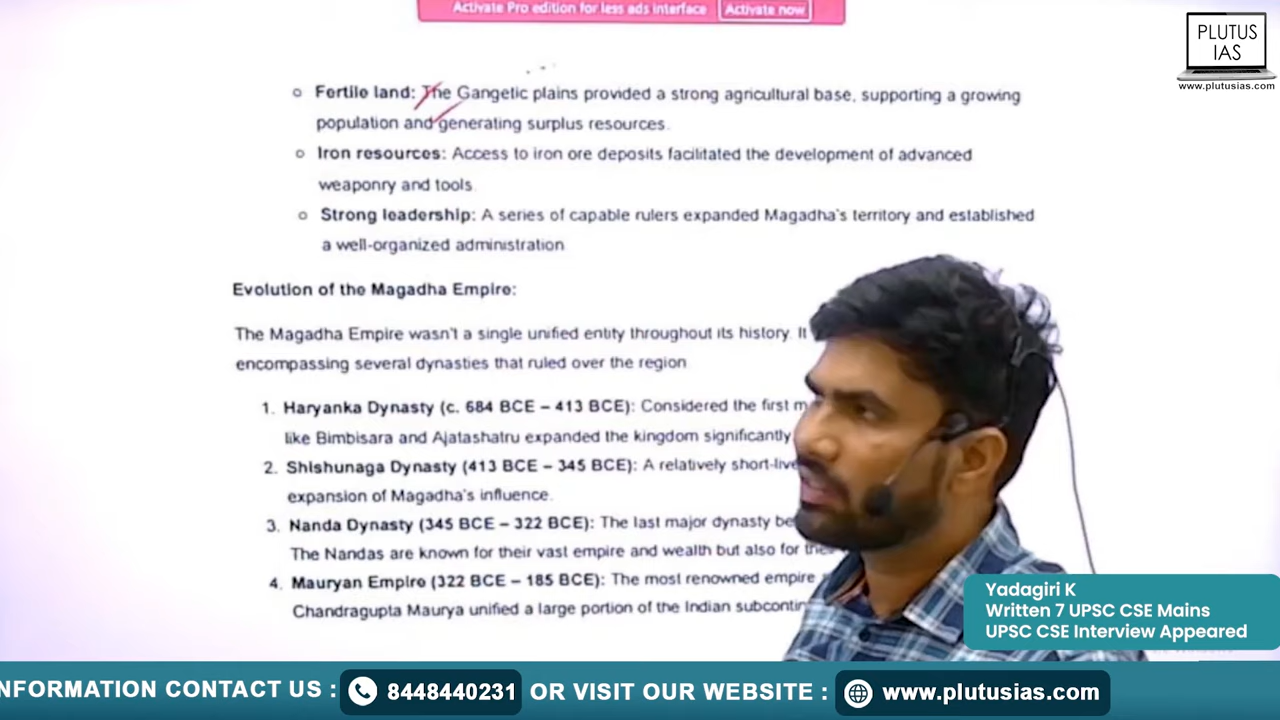 Activate Pro edition for less ads interface Activate now
PLUTUS
IAS
www.plutusias.com
Fertile land: The Gangetic plains provided a strong agricultural base, supporting a growing
population and generating surplus resources.
Iron resources: Access to iron ore deposits facilitated the development of advanced
weaponry and tools
Strong leadership: A series of capable rulers expanded Magadha's territory and established
a well-organized administration
Evolution of the Magadha Empire:
The Magadha Empire wasn't a single unified entity throughout its history. It
encompassing several dynasties that ruled over the region
1. Haryanka Dynasty (c. 684 BCE – 413 BCE): Considered the first m
like Bimbisara and Ajatashatru expanded the kingdom significantly
2. Shishunaga Dynasty (413 BCE – 345 BCE): A relatively short-live
expansion of Magadha's influence.
3. Nanda Dynasty (345 BCE – 322 BCE): The last major dynasty be
The Nandas are known for their vast empire and wealth but also for
4. Mauryan Empire (322 BCE – 185 BCE): The most renowned empire
Chandragupta Maurya unified a large portion of the Indian subcontin
Yadagiri K
Written 7 UPSC CSE Mains
UPSC CSE Interview Appeared
NFORMATION CONTACT US : 8448440231 OR VISIT OUR WEBSITE : www.plutusias.com